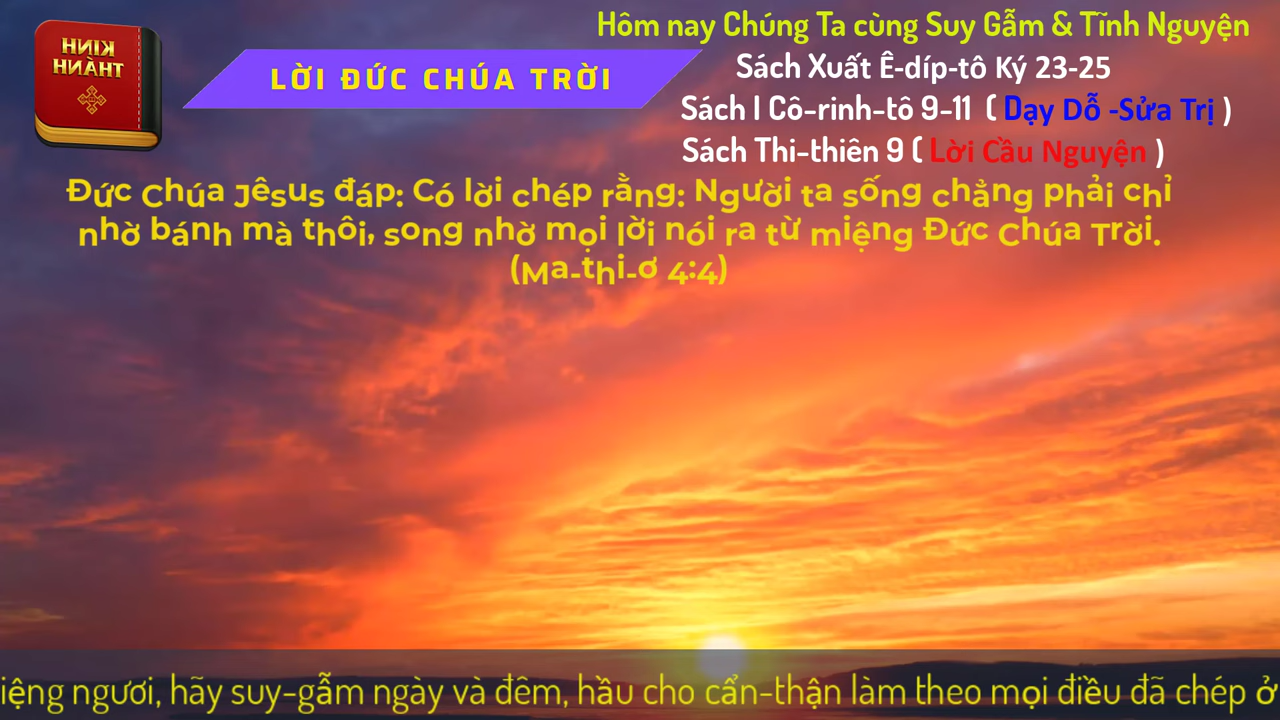 KINH
THÀNH
LỜI ĐỨC CHÚA TRỜI
Hôm nay Chúng Ta cùng Suy Gẫm & Tĩnh Nguyện
Sách Xuất Ê-díp-tô Ký 23-25
Sách I Cô-rinh-tô 9-11 ( Dạy Dỗ -Sửa Trị )
Sách Thi-thiên 9 ( Lời Cầu Nguyện )
Đức Chúa Jêsus đáp: Có lời chép rằng: Người ta sống chẳng phải chỉ
nhờ bánh mà thôi, song nhờ mọi lời nói ra từ miệng Đức Chúa Trời.
(Ma-thi-ơ 4:4)
iệng ngươi, hãy suy-gẫm ngày và đêm, hầu cho cẩn-thận làm theo mọi điều đã chép ở